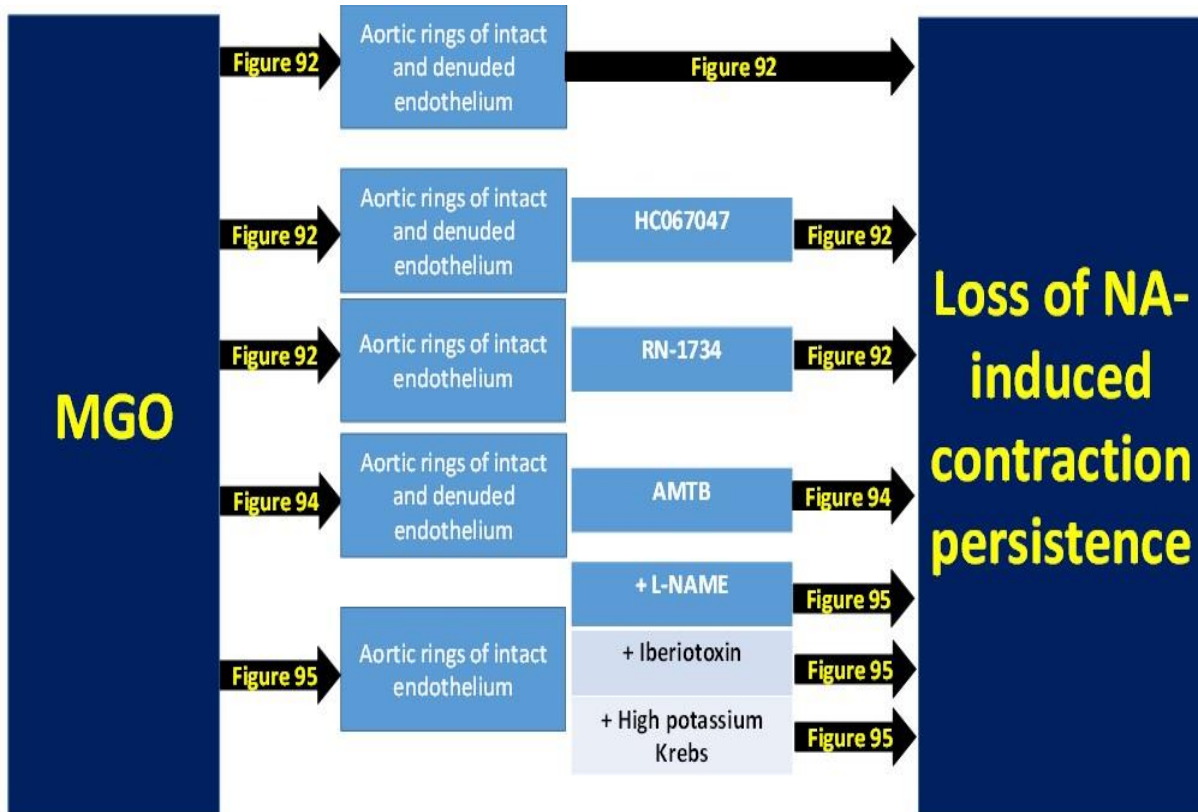 MGO
Figure 92
Aortic rings of intact
and denuded
endothelium
Figure 92
Figure 92
Aortic rings of intact
and denuded
endothelium
HC067047
Figure 92
Figure 92
Aortic rings of intact
endothelium
RN-1734
Figure 92
Figure 94
Aortic rings of intact
and denuded
endothelium
AMTB
Figure 94
Figure 95
Aortic rings of intact
endothelium
+ L-NAME
Figure 95
+ Iberiotoxin
Figure 95
+ High potassium
Krebs
Figure 95
Loss of NA-
induced
contraction
persistence